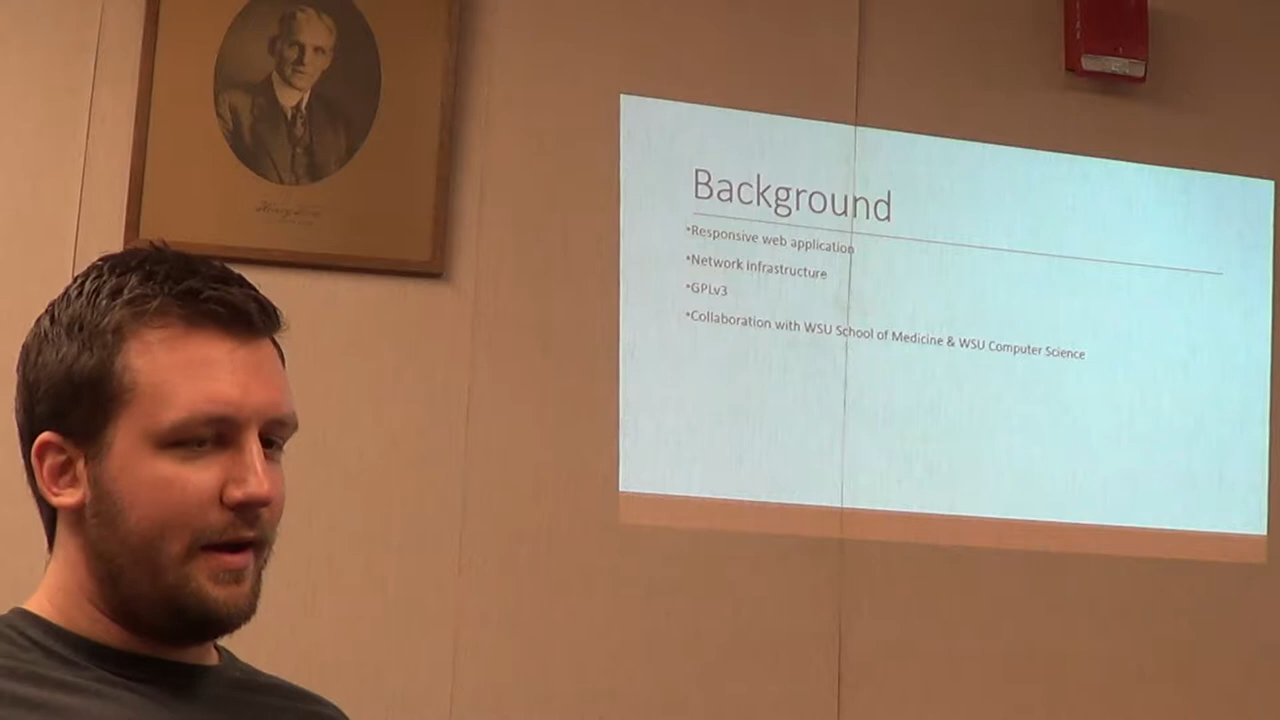 Background
•Responsive web application
•Network infrastructure
•GPLv3
•Collaboration with WSU School of Medicine & WSU Computer Science